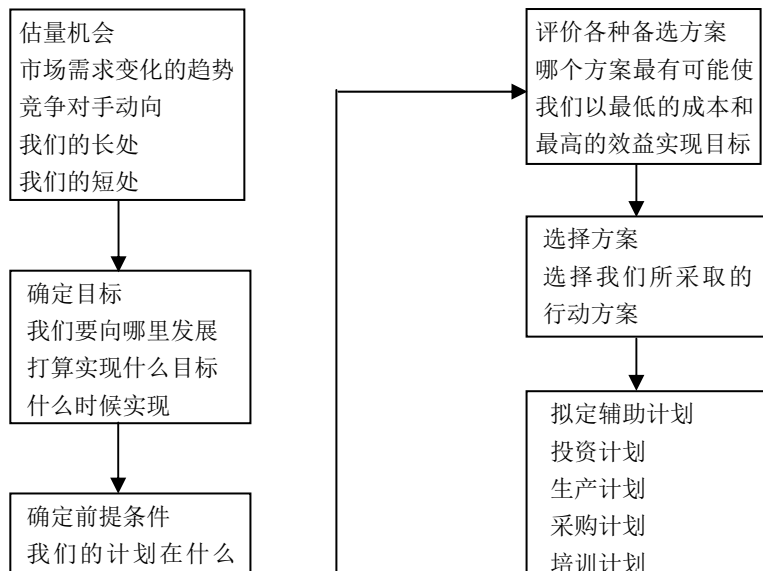 估量机会
市场需求变化的趋势
竞争对手动向
我们的长处
我们的短处
确定目标
我们要向哪里发展
打算实现什么目标
什么时候实现
确定前提条件
我们的计划在什么
评价各种备选方案
哪个方案最有可能使
我们以最低的成本和
最高的效益实现目标
选择方案
选择我们所采取的
行动方案
拟定辅助计划
投资计划
生产计划
采购计划
培训计划